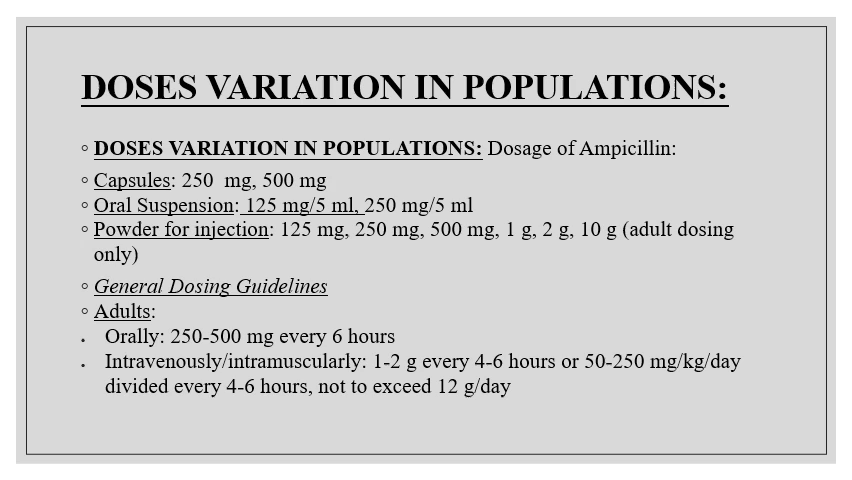 DOSES VARIATION IN POPULATIONS:
◦ DOSES VARIATION IN POPULATIONS: Dosage of Ampicillin:
◦ Capsules: 250  mg, 500 mg
◦ Oral Suspension: 125 mg/5 ml, 250 mg/5 ml
◦ Powder for injection: 125 mg, 250 mg, 500 mg, 1 g, 2 g, 10 g (adult dosing
only)
◦ General Dosing Guidelines
◦ Adults:
• Orally: 250-500 mg every 6 hours
• Intravenously/intramuscularly: 1-2 g every 4-6 hours or 50-250 mg/kg/day
divided every 4-6 hours, not to exceed 12 g/day